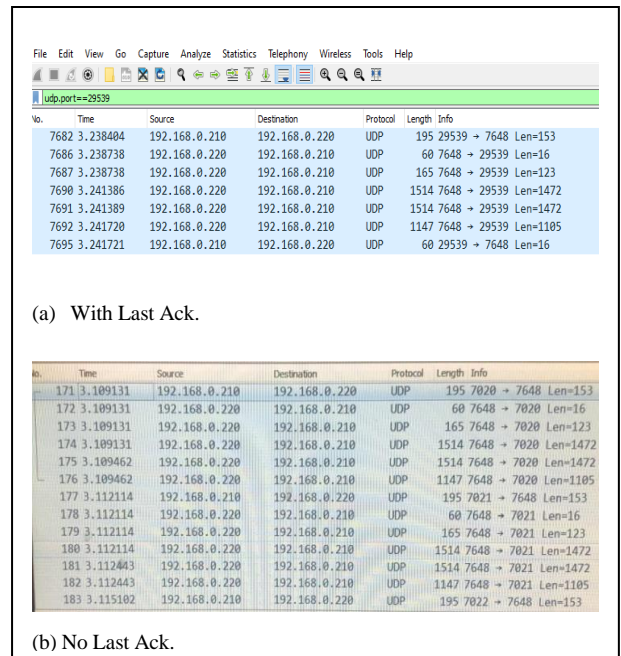 File Edit View Go Capture Analyze Statistics Telephony Wireless Tools Help
udp.port==29539
No. Time Source Destination Protocol Length Info
7682 3.238404 192.168.0.210 192.168.0.220 UDP 195 29539 → 7648 Len=153
7686 3.238738 192.168.0.210 192.168.0.220 UDP 60 7648 → 29539 Len=16
7687 3.238738 192.168.0.210 192.168.0.220 UDP 165 7648 → 29539 Len=123
7690 3.241386 192.168.0.210 192.168.0.220 UDP 1514 7648 → 29539 Len=1472
7691 3.241389 192.168.0.210 192.168.0.220 UDP 1514 7648 → 29539 Len=1472
7692 3.241720 192.168.0.210 192.168.0.220 UDP 1147 7648 → 29539 Len=1105
7695 3.241721 192.168.0.210 192.168.0.220 UDP 60 29539 → 7648 Len=16
(a) With Last Ack.
No. Time Source Destination Protocol Length Info
171 3.109131 192.168.0.210 192.168.0.220 UDP 195 7020 → 7648 Len=153
172 3.109131 192.168.0.210 192.168.0.220 UDP 60 7648 → 7020 Len=16
173 3.109131 192.168.0.210 192.168.0.220 UDP 165 7648 → 7020 Len=123
174 3.109131 192.168.0.210 192.168.0.220 UDP 1514 7648 → 7020 Len=1472
175 3.109462 192.168.0.210 192.168.0.220 UDP 1514 7648 → 7020 Len=1472
176 3.109462 192.168.0.210 192.168.0.220 UDP 1147 7648 → 7020 Len=1105
177 3.112114 192.168.0.210 192.168.0.220 UDP 195 7021 → 7648 Len=153
178 3.112114 192.168.0.210 192.168.0.220 UDP 60 7648 → 7021 Len=16
179 3.112114 192.168.0.210 192.168.0.220 UDP 165 7648 → 7021 Len=123
180 3.112114 192.168.0.210 192.168.0.220 UDP 1514 7648 → 7021 Len=1472
181 3.112443 192.168.0.210 192.168.0.220 UDP 1514 7648 → 7021 Len=1472
182 3.112443 192.168.0.210 192.168.0.220 UDP 1147 7648 → 7021 Len=1105
183 3.115102 192.168.0.210 192.168.0.220 UDP 195 7022 → 7648 Len=153
(b) No Last Ack.